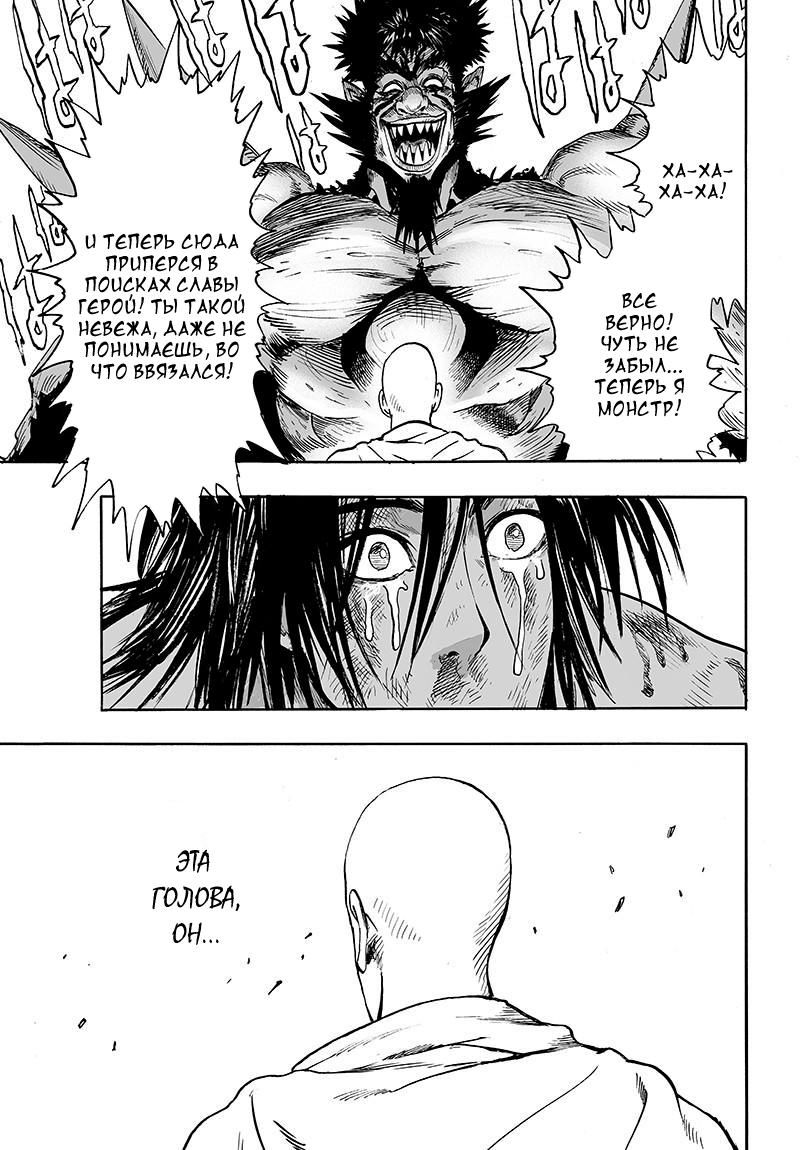 ХА-ХА-
ХА-ХА!
ВСЕ
ВЕРНО!
ЧУТЬ НЕ
ЗАБЫЛ...
ТЕПЕРЬ Я
МОНСТР!
И ТЕПЕРЬ СЮДА
ПРИПЕРСЯ В
ПОИСКАХ СЛАВЫ
ГЕРОЙ! ТЫ ТАКОЙ
НЕВЕЖА, ДАЖЕ НЕ
ПОНИМАЕШЬ, ВО
ЧТО ВВЯЗАЛСЯ!
ЭТА
ГОЛОВА,
ОН...